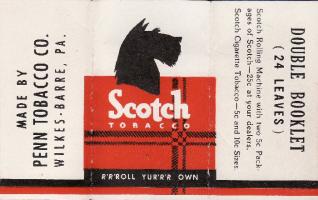 MADE BY
PENN TOBACCO CO.
WILKES-BARRE, PA.
Scotch
TOBACCO
R'R'ROLL YUR'R'R OWN
DOUBLE BOOKLET
( 24 LEAVES )
Scotch Rolling Machine with two 5c Pack-
ages of Scotch—25c at your dealers.
Scotch Cigarette Tobacco—5c and 10c Sizes